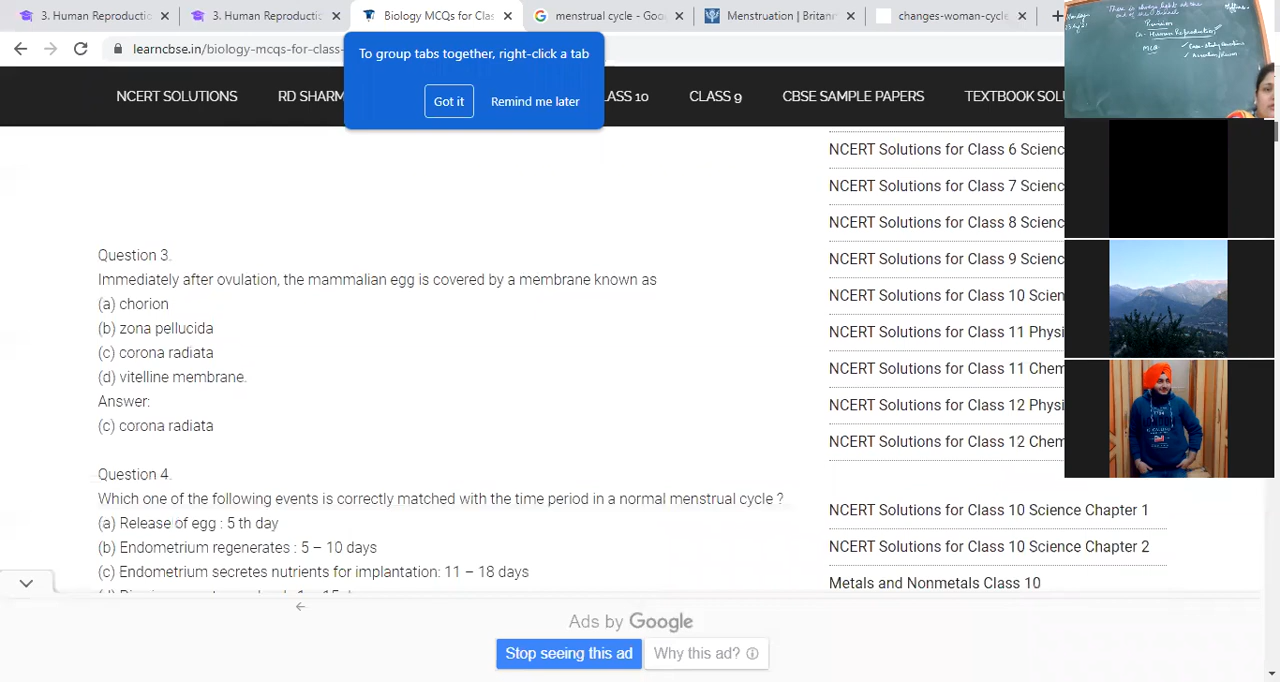 3. Human Reproductic
3. Human Reproductic
Biology MCQs for Clas
menstrual cycle - Goo
Menstruation | Britann
changes-woman-cycle
learncbse.in/biology-mcqs-for-class-
To group tabs together, right-click a tab
Got it
Remind me later
NCERT SOLUTIONS
RD SHARM
LASS 10
CLASS 9
CBSE SAMPLE PAPERS
TEXTBOOK SOLU
Revision
Ch- Human Reproduction
MCQ
NCERT Solutions for Class 6 Scienc
NCERT Solutions for Class 7 Scienc
NCERT Solutions for Class 8 Scienc
NCERT Solutions for Class 9 Scienc
NCERT Solutions for Class 10 Scien
NCERT Solutions for Class 11 Physi
NCERT Solutions for Class 11 Chem
NCERT Solutions for Class 12 Physi
NCERT Solutions for Class 12 Chem
NCERT Solutions for Class 10 Science Chapter 1
NCERT Solutions for Class 10 Science Chapter 2
Metals and Nonmetals Class 10
Question 3.
Immediately after ovulation, the mammalian egg is covered by a membrane known as
(a) chorion
(b) zona pellucida
(c) corona radiata
(d) vitelline membrane.
Answer:
(c) corona radiata
Question 4.
Which one of the following events is correctly matched with the time period in a normal menstrual cycle ?
(a) Release of egg : 5 th day
(b) Endometrium regenerates : 5 – 10 days
(c) Endometrium secretes nutrients for implantation: 11 – 18 days
Ads by Google
Stop seeing this ad
Why this ad?